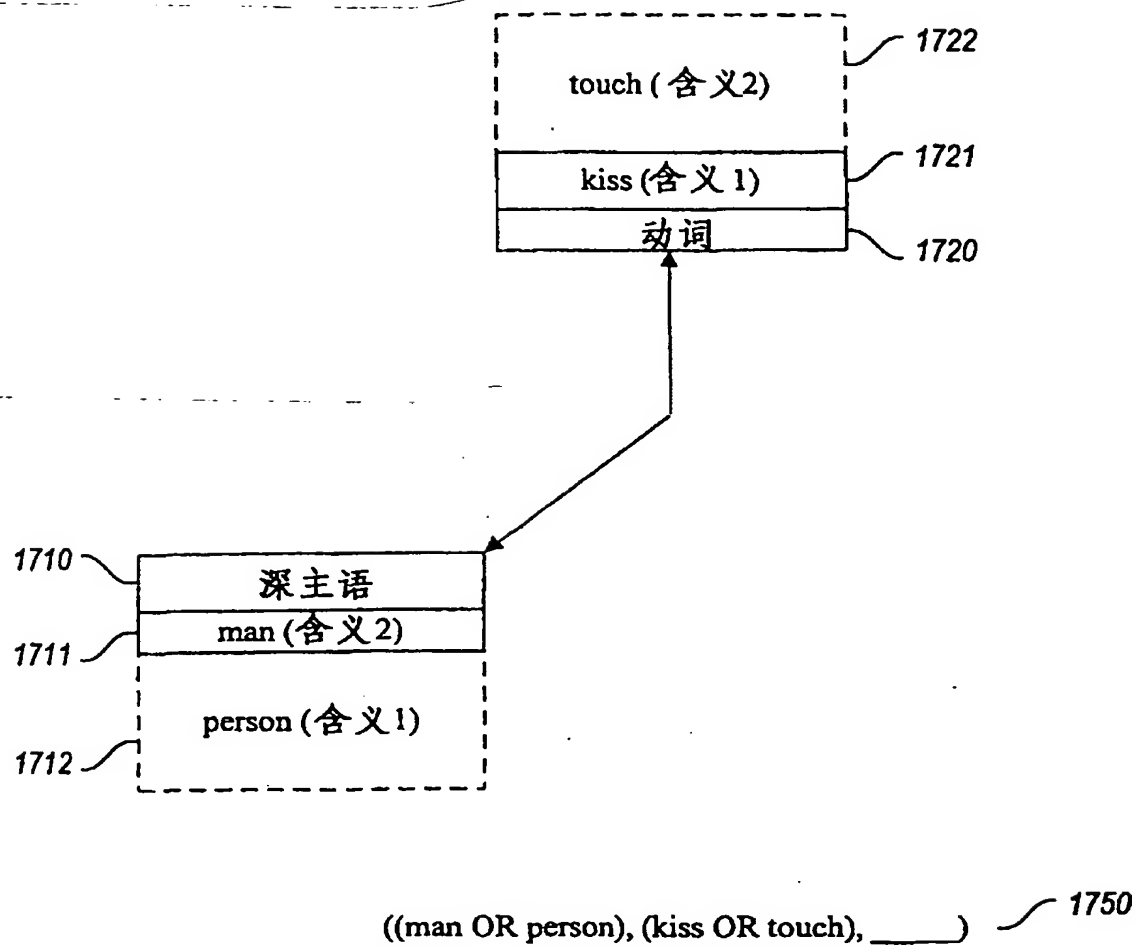 1722
touch (含义2)
1721
kiss (含义1)
动词
1720
1710
深主语
man (含义2)
1711
person (含义1)
1712
1750
((man OR person), (kiss OR touch), _____)